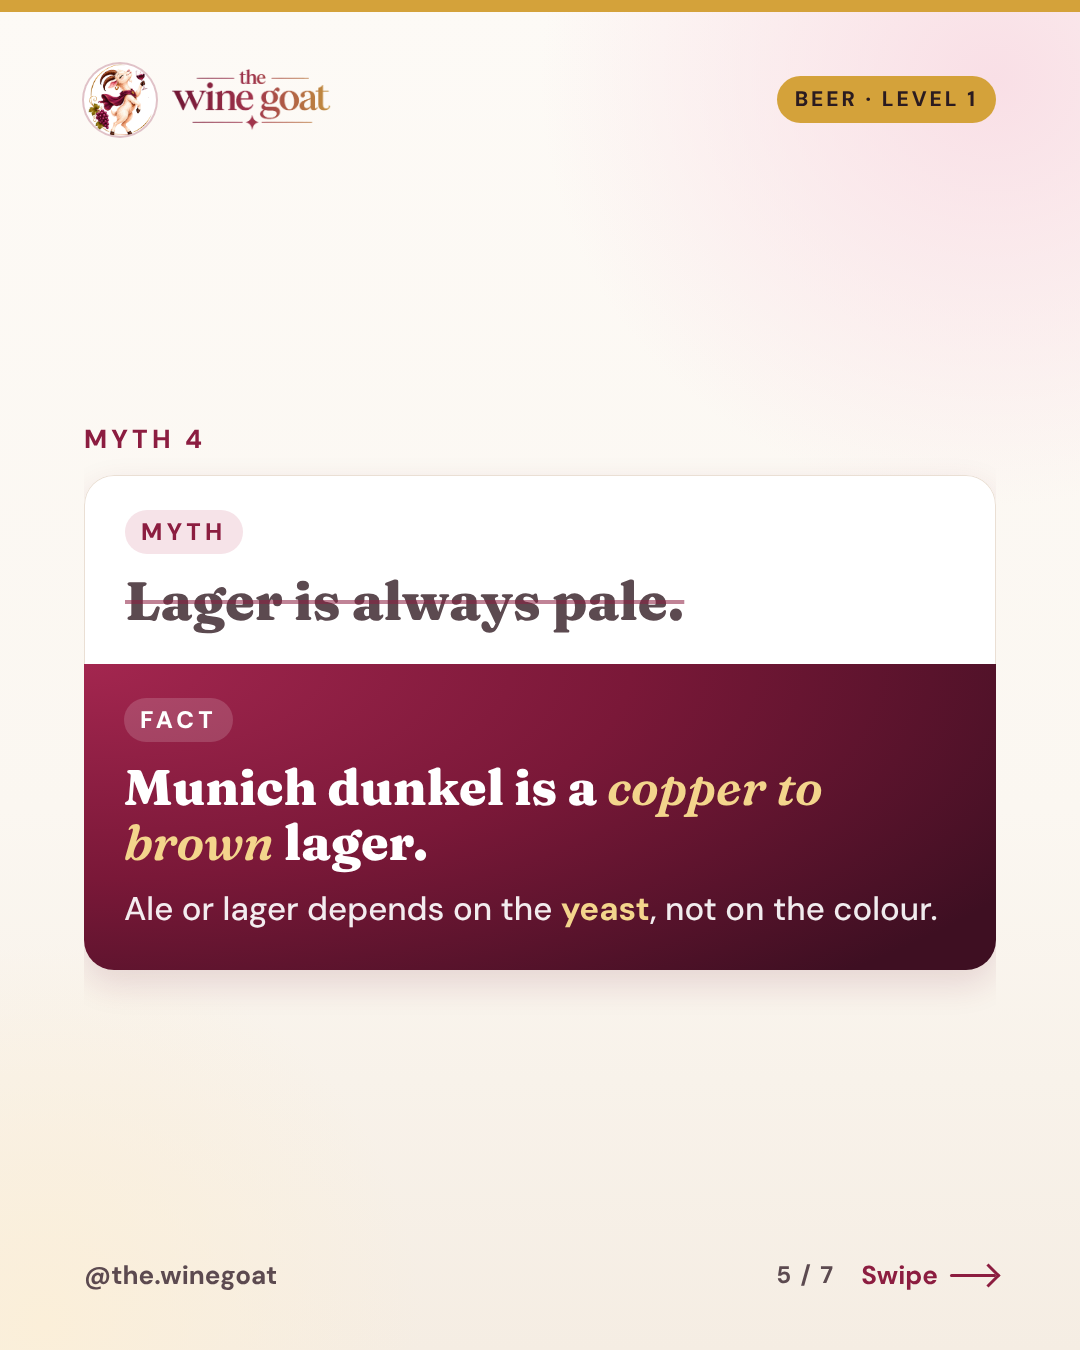 the
wine goat
BEER · LEVEL 1
MYTH 4
MYTH
Lager is always pale.
FACT
Munich dunkel is a copper to
brown lager.
Ale or lager depends on the yeast, not on the colour.
@the.winegoat
5 / 7 Swipe